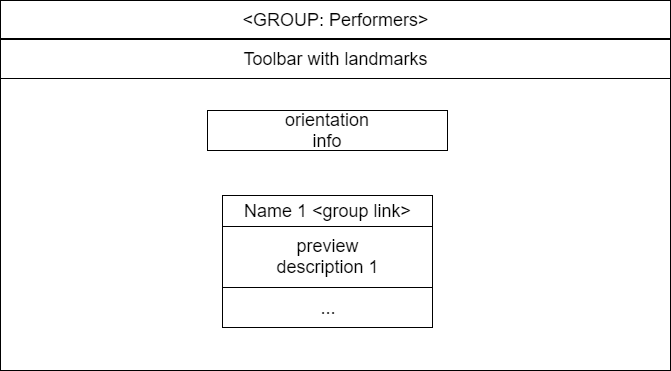 <GROUP: Performers>
Toolbar with landmarks
orientation
info
Name 1 <group link>
preview
description 1
...